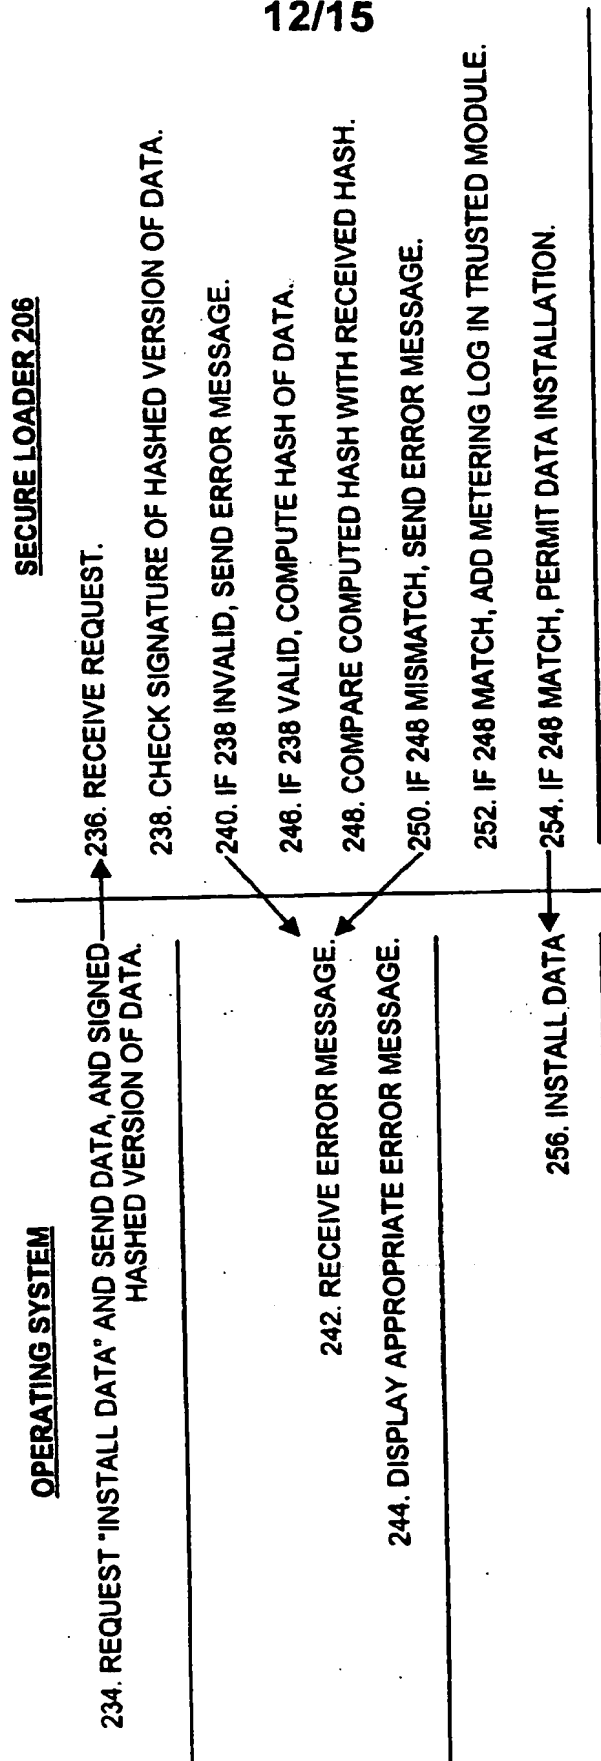 12/15
OPERATING SYSTEM
SECURE LOADER 206
234. REQUEST "INSTALL DATA" AND SEND DATA, AND SIGNED
HASHED VERSION OF DATA.
236. RECEIVE REQUEST.
238. CHECK SIGNATURE OF HASHED VERSION OF DATA.
240. IF 238 INVALID, SEND ERROR MESSAGE.
242. RECEIVE ERROR MESSAGE.
244. DISPLAY APPROPRIATE ERROR MESSAGE.
246. IF 238 VALID, COMPUTE HASH OF DATA.
248. COMPARE COMPUTED HASH WITH RECEIVED HASH.
250. IF 248 MISMATCH, SEND ERROR MESSAGE.
252. IF 248 MATCH, ADD METERING LOG IN TRUSTED MODULE.
254. IF 248 MATCH, PERMIT DATA INSTALLATION.
256. INSTALL DATA